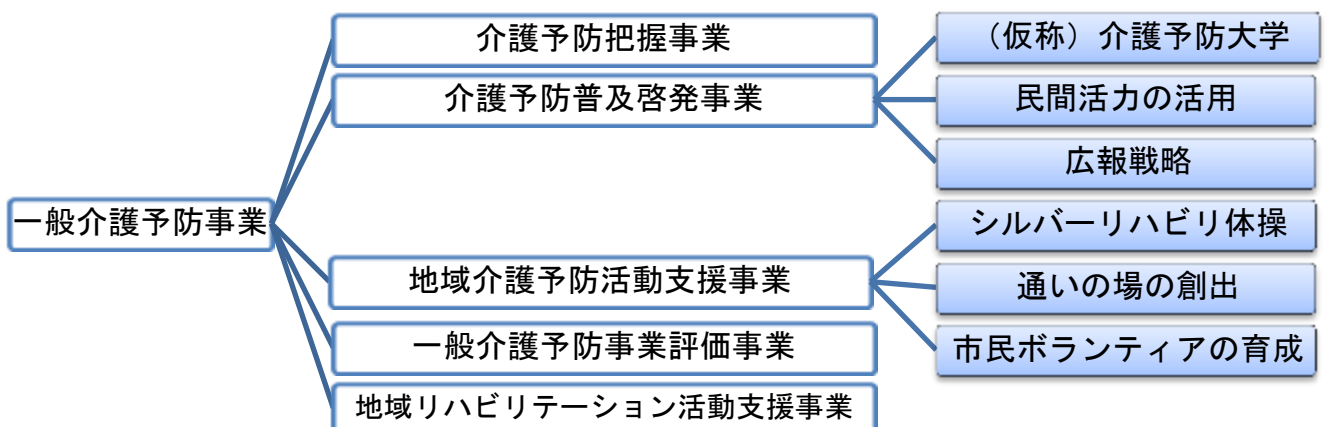 一般介護予防事業
介護予防把握事業
介護予防普及啓発事業
（仮称）介護予防大学
民間活力の活用
広報戦略
地域介護予防活動支援事業
シルバーリハビリ体操
通いの場の創出
市民ボランティアの育成
一般介護予防事業評価事業
地域リハビリテーション活動支援事業